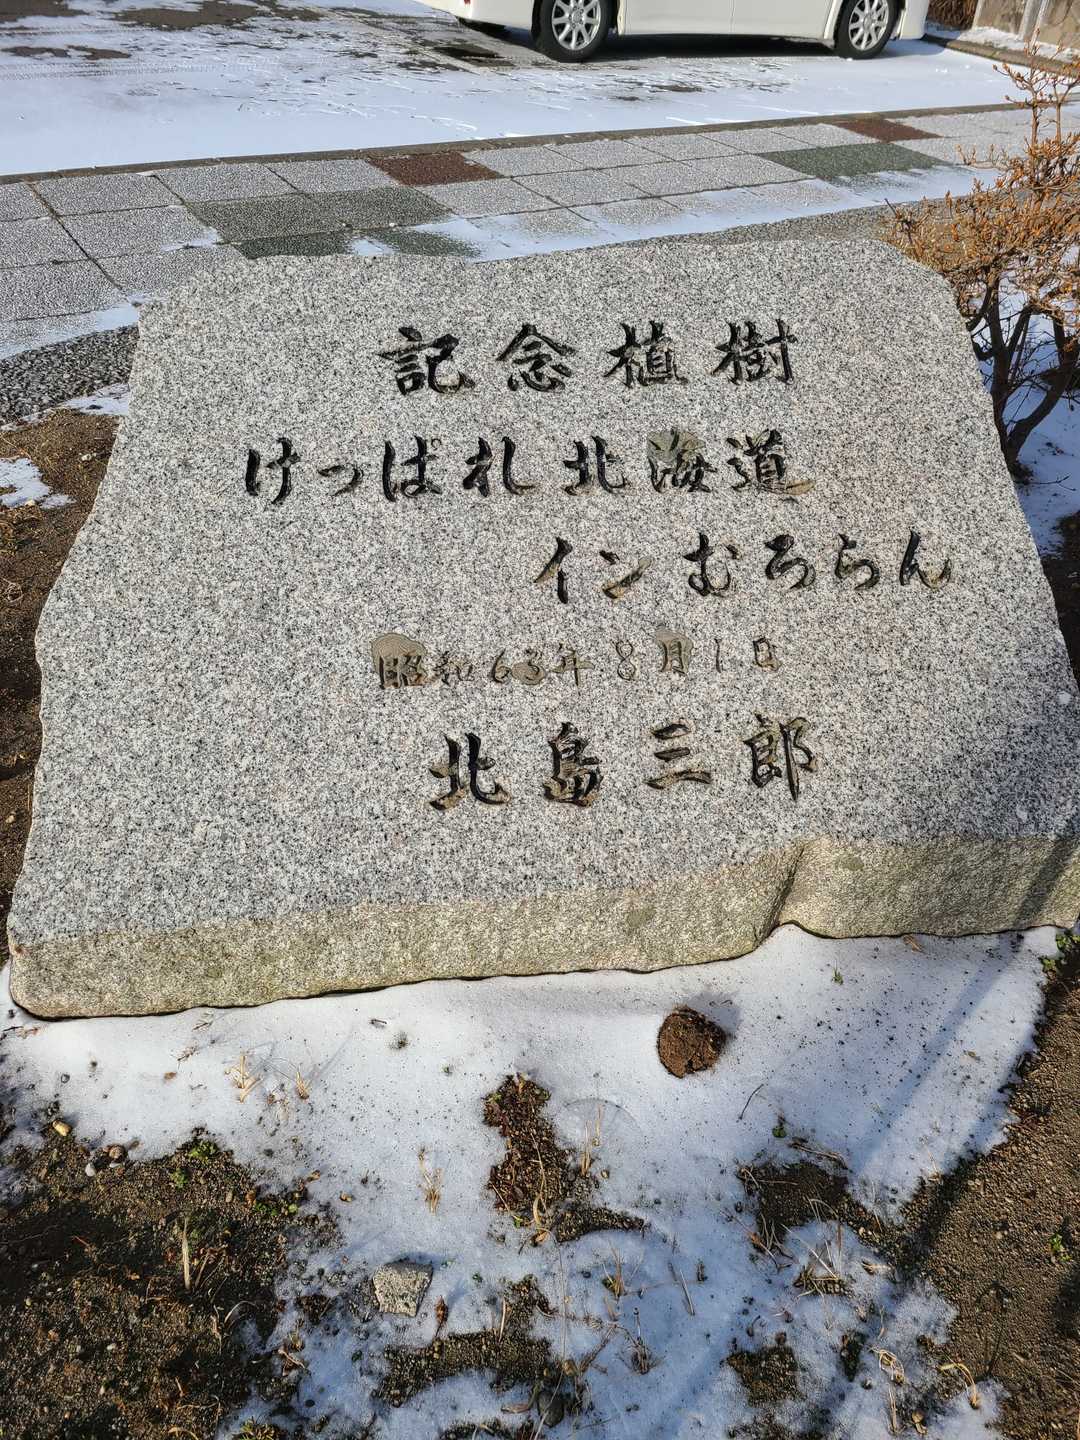 記念植樹
けっぱれ北海道
インむろらん
昭和63年8月1日
北島三郎